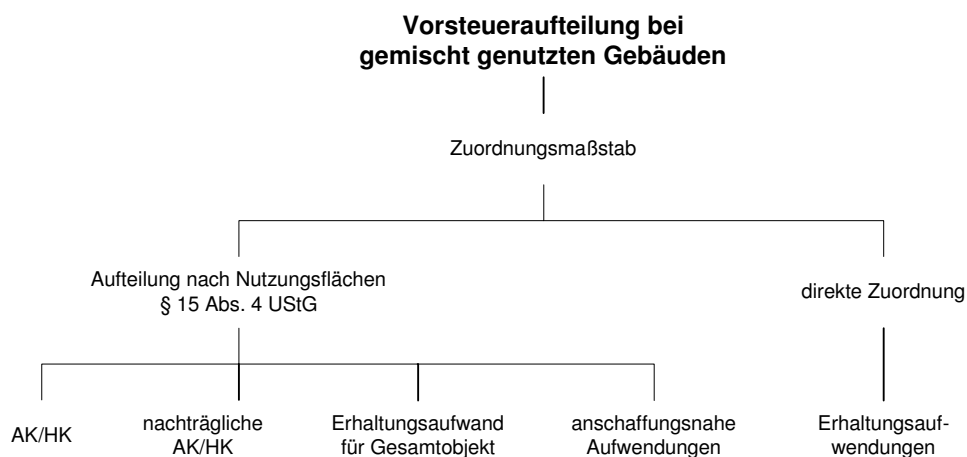 Vorsteueraufteilung bei
gemischt genutzten Gebäuden
Zuordnungsmaßstab
Aufteilung nach Nutzungsflächen
§ 15 Abs. 4 UStG
direkte Zuordnung
AK/HK
nachträgliche
AK/HK
Erhaltungsaufwand
für Gesamtobjekt
anschaffungsnahe
Aufwendungen
Erhaltungsauf-
wendungen